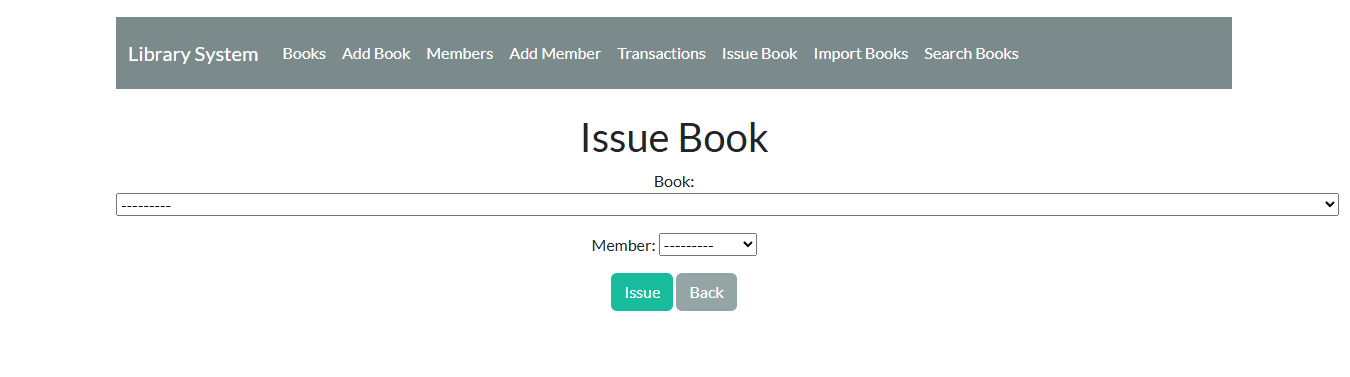 Library System Books Add Book Members Add Member Transactions Issue Book Import Books Search Books
Issue Book
Book:
---------
Member: ---------
Issue Back